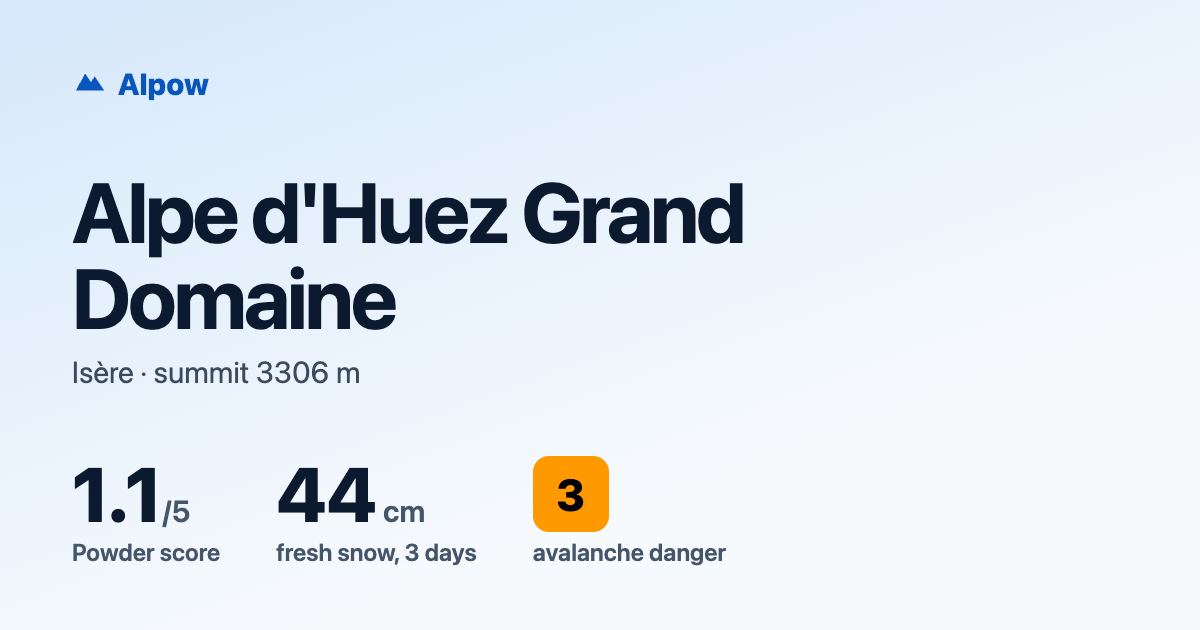 Alpow
Alpe d'Huez Grand
Domaine
Isère · summit 3306 m
1.1/5
Powder score
44 cm
fresh snow, 3 days
3
avalanche danger